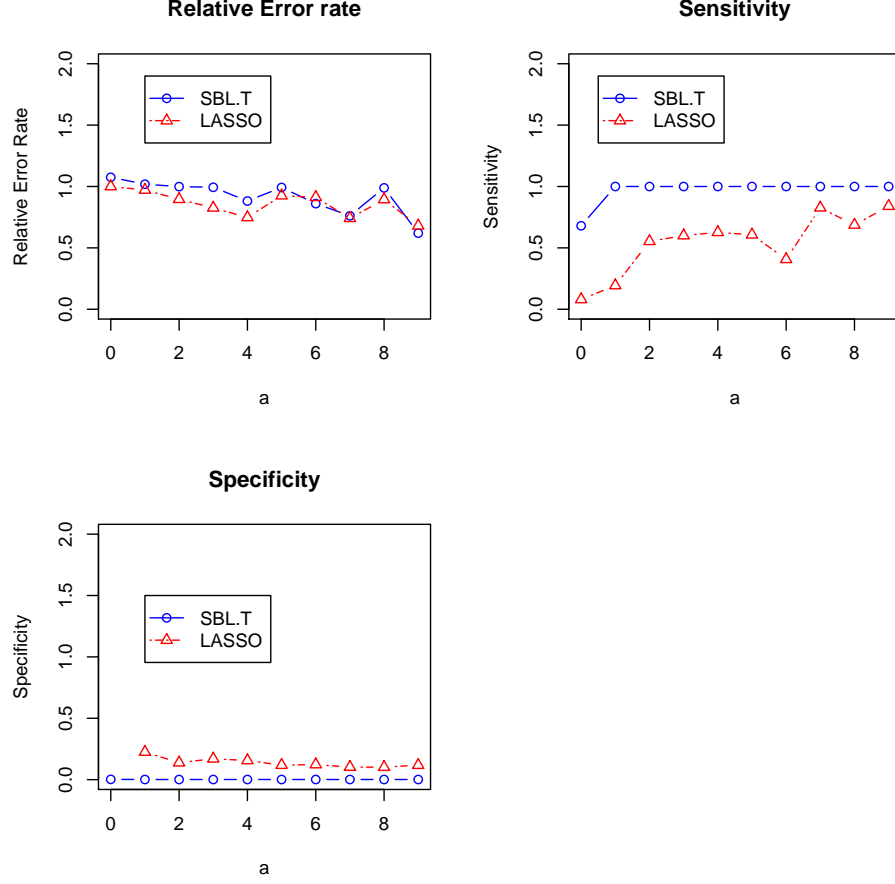 Relative Error rate
Relative Error Rate
2.0
1.5
1.0
0.5
0.0
SBL.T
LASSO
0 2 4 6 8
a
Sensitivity
Sensitivity
2.0
1.5
1.0
0.5
0.0
SBL.T
LASSO
0 2 4 6 8
a
Specificity
Specificity
2.0
1.5
1.0
0.5
0.0
SBL.T
LASSO
0 2 4 6 8
a